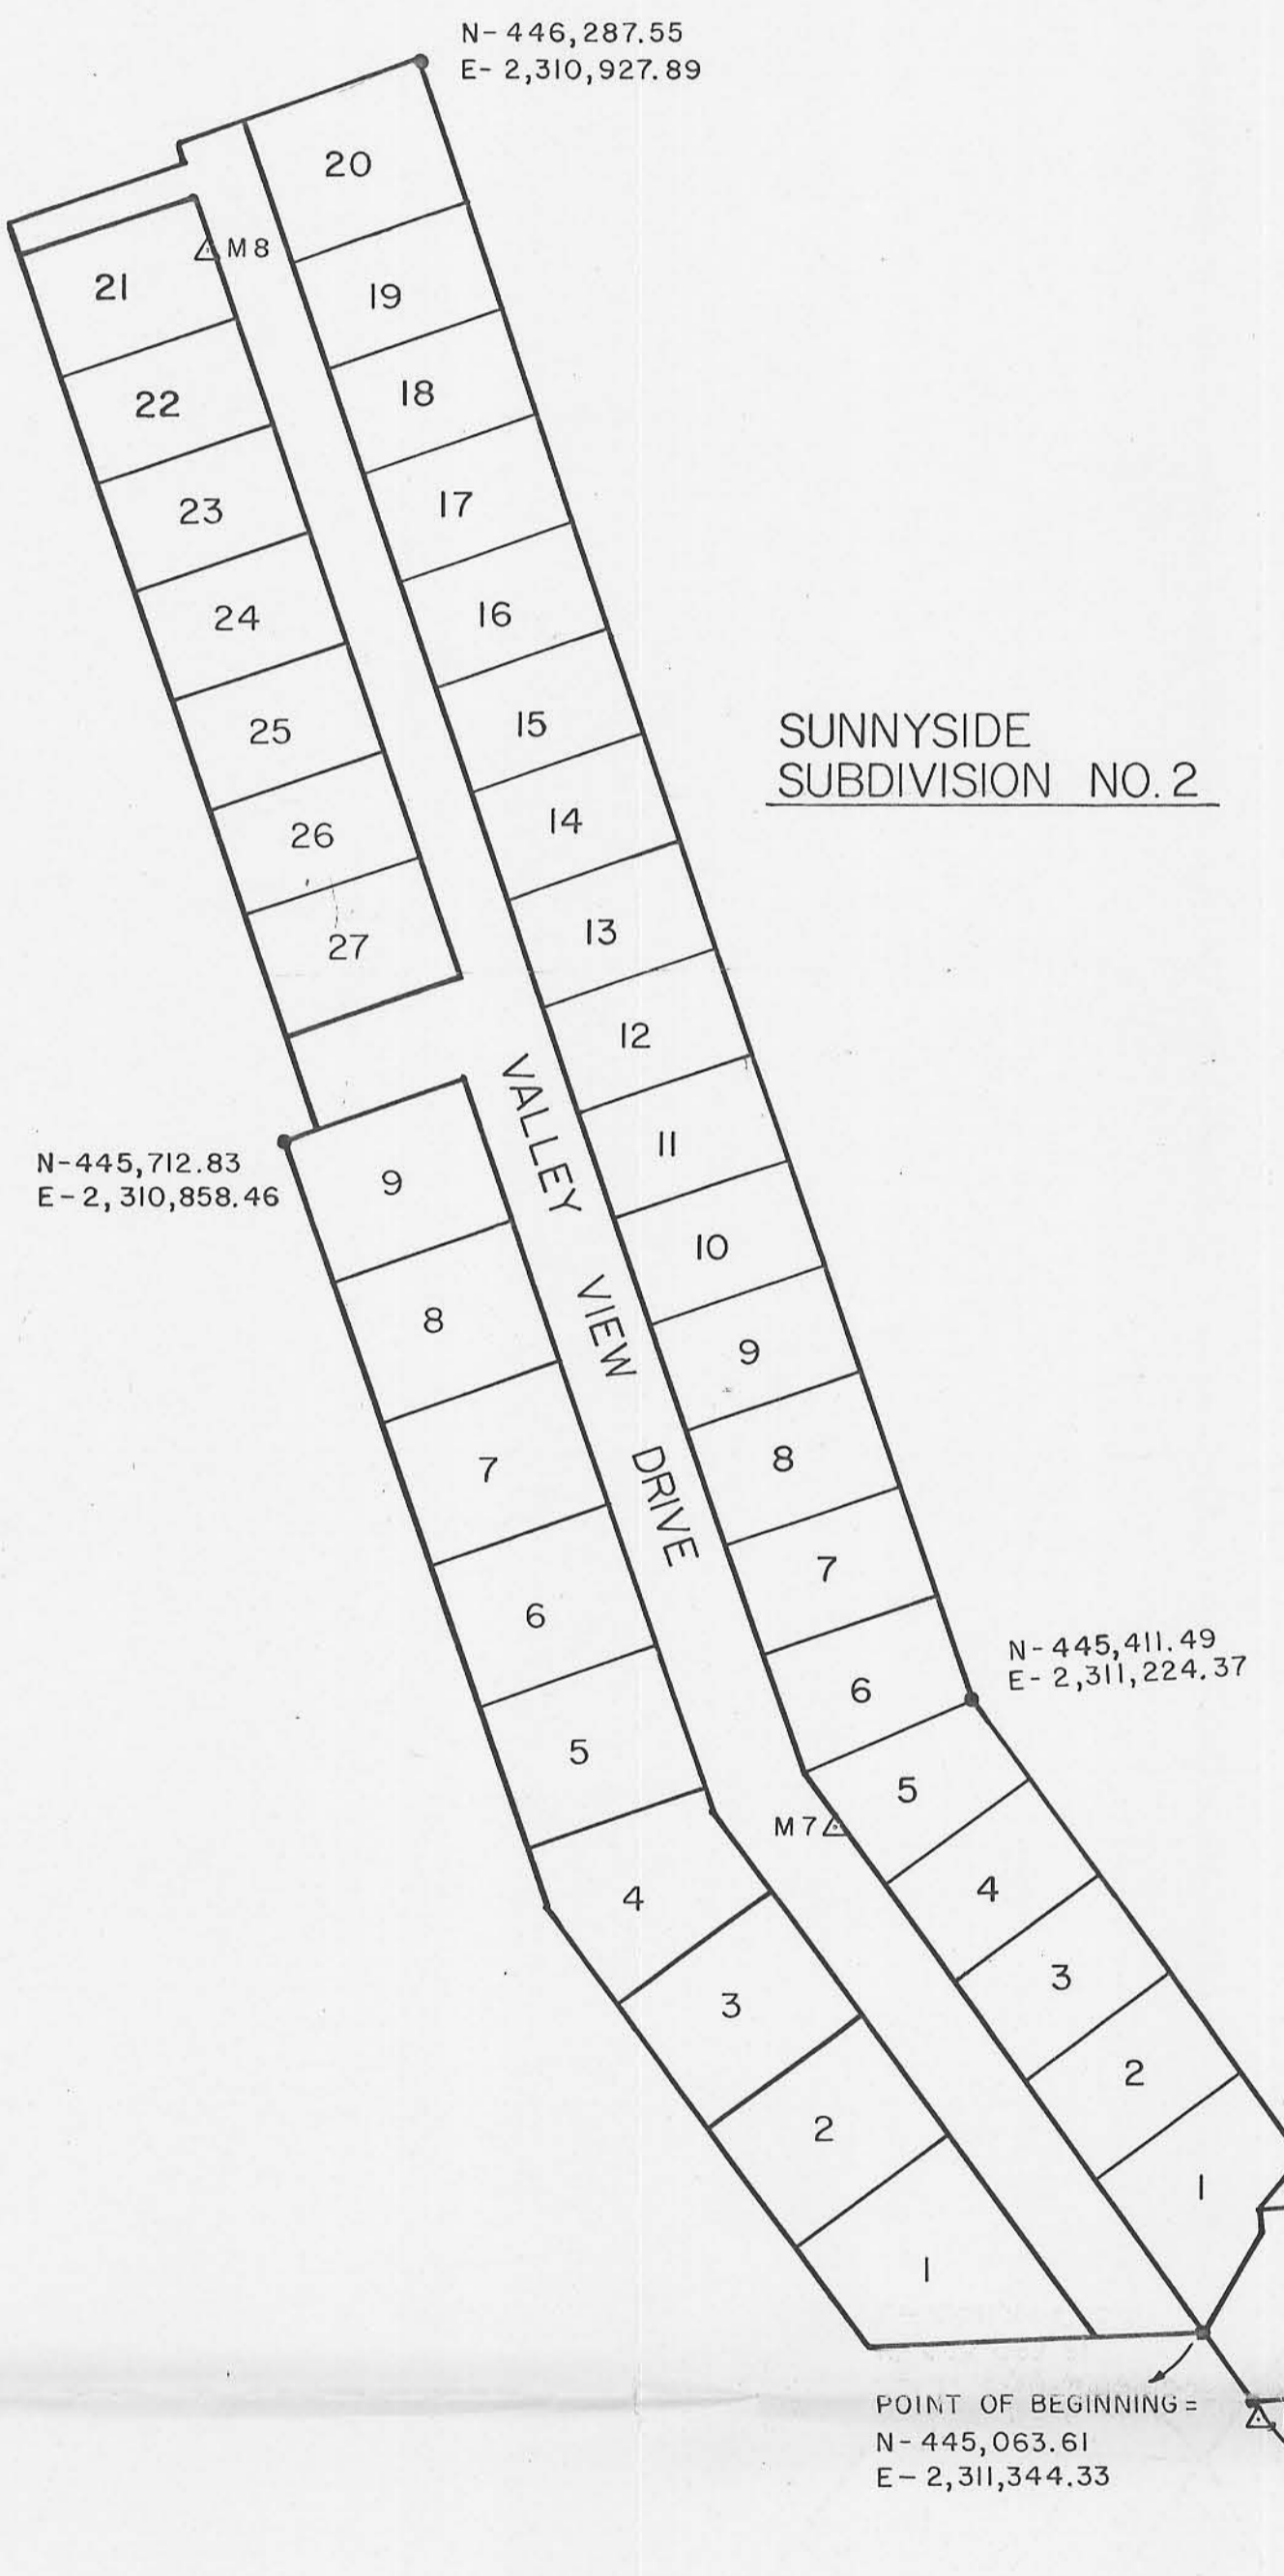 N-446,287.55
E-2,310,927.89
20
M8
21
19
18
22
17
23
16
24
SUNNYSIDE
15
25
SUBDIVISION NO. 2
14
26
13
27
12
VALLEY VIEW DRIVE
11
N-445,712.83
9
E-2,310,858.46
10
8
9
8
7
7
6
N-445,411.49
E-2,311,224.37
6
5
5
M7
4
4
3
3
2
2
1
1
POINT OF BEGINNING =
N-445,063.61
E-2,311,344.33